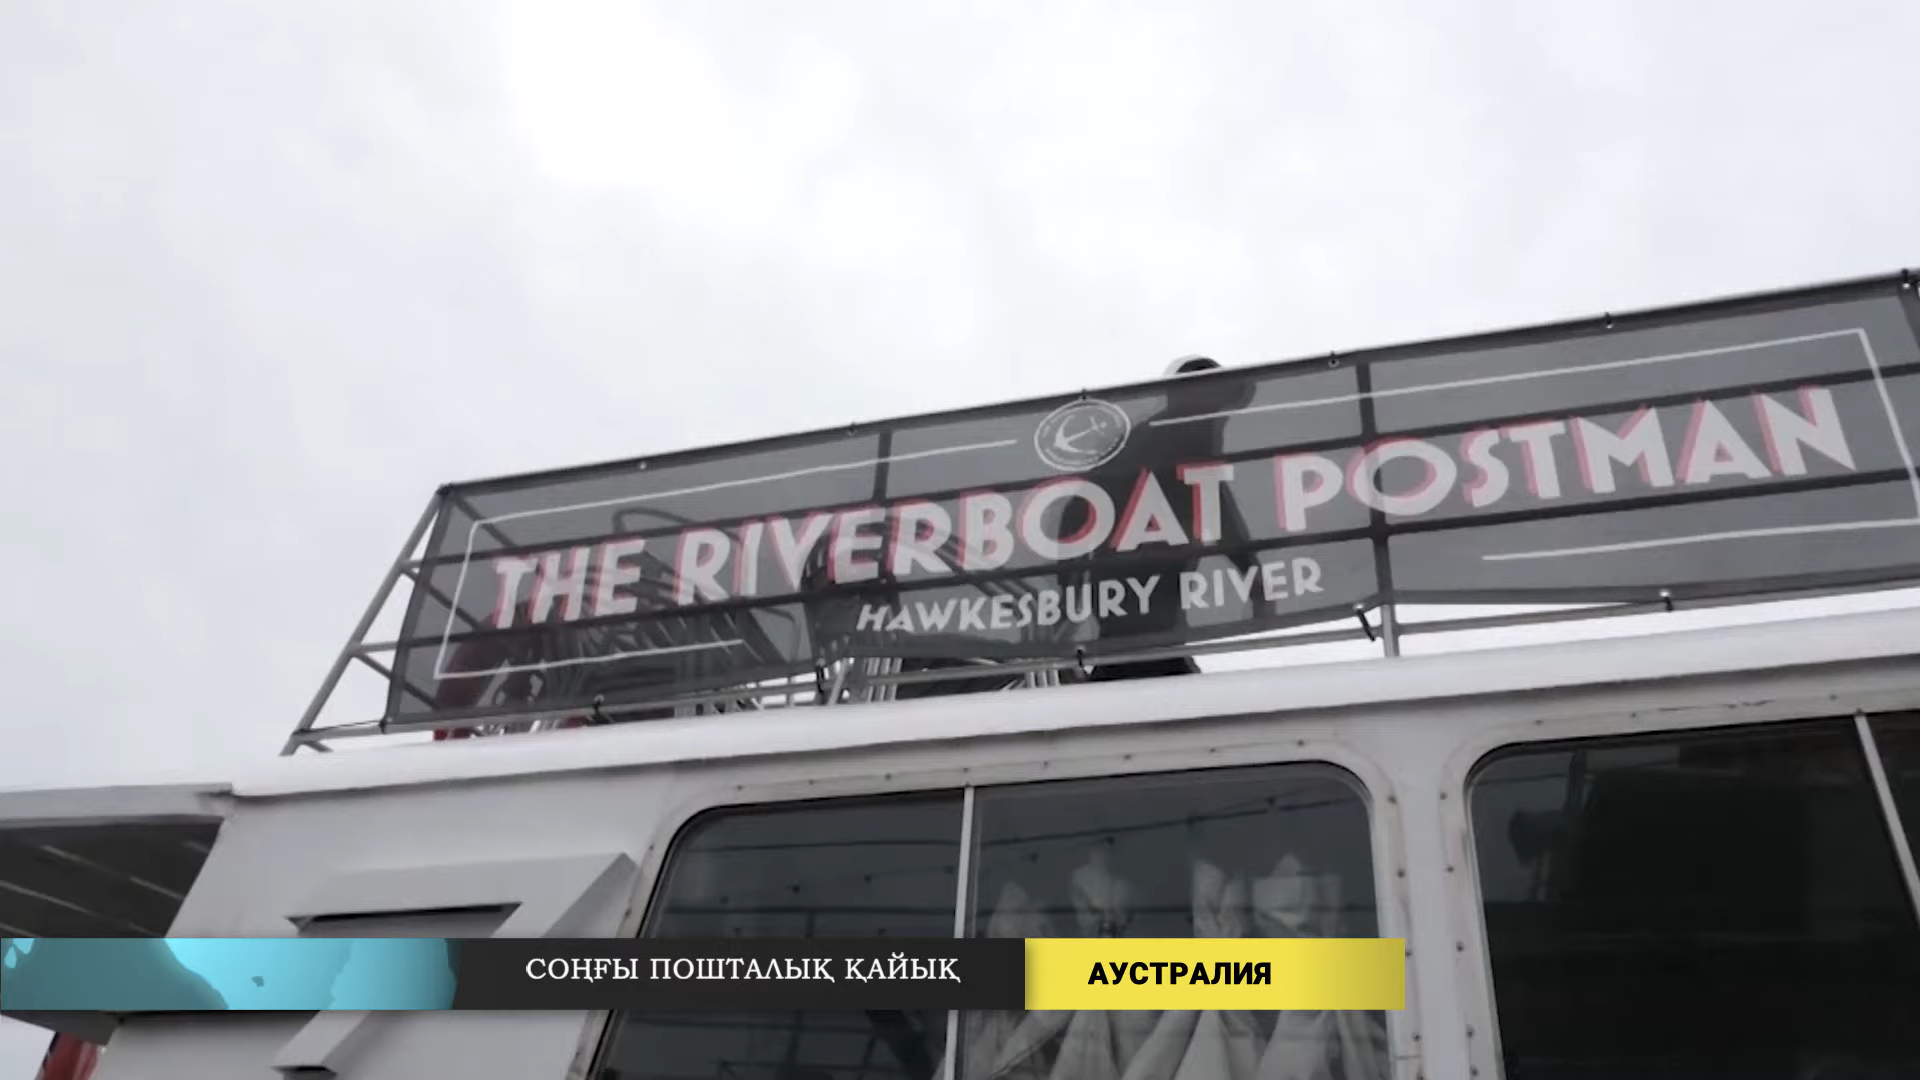 THE RIVERBOAT POSTMAN
HAWKESBURY RIVER
СОҢҒЫ ПОШТАЛЫҚ ҚАЙЫҚ
АУСТРАЛИЯ